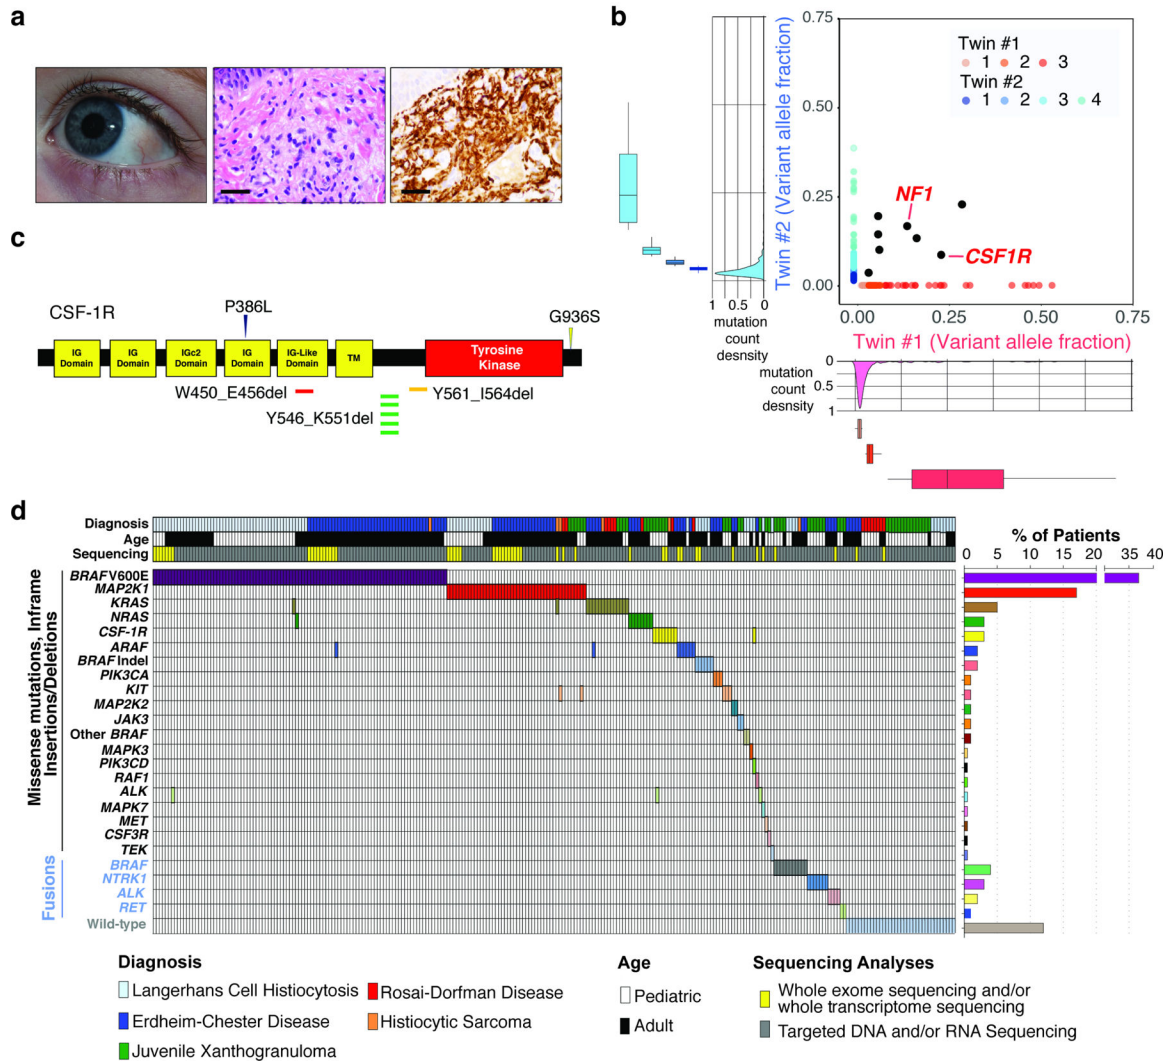 a
b
0.75
0.50
0.25
0.00
Twin #2 (Variant allele fraction)
Twin #1
1 2 3
Twin #2
1 2 3 4
NF1
CSF1R
1 0.5 0
mutation
count
desnsity
0.00 0.25 0.50 0.75
Twin #1 (Variant allele fraction)
mutation
count
desnsity
0
0.5
1
c
CSF-1R
P386L
G936S
IG
Domain
IG
Domain
IGc2
Domain
IG
Domain
IG-Like
Domain
TM
Tyrosine
Kinase
W450_E456del
Y561_I564del
Y546_K551del
d
Diagnosis
Age
Sequencing
% of Patients
0 5 10 15 20 35 40
Missense mutations, Inframe
Insertions/Deletions
BRAF V600E
MAP2K1
KRAS
NRAS
CSF-1R
ARAF
BRAF Indel
PIK3CA
KIT
MAP2K2
JAK3
Other BRAF
MAPK3
PIK3CD
RAF1
ALK
MAPK7
MET
CSF3R
TEK
Fusions
BRAF
NTRK1
ALK
RET
Wild-type
Diagnosis
Langerhans Cell Histiocytosis
Erdheim-Chester Disease
Juvenile Xanthogranuloma
Rosai-Dorfman Disease
Histiocytic Sarcoma
Age
Pediatric
Adult
Sequencing Analyses
Whole exome sequencing and/or
whole transcriptome sequencing
Targeted DNA and/or RNA Sequencing